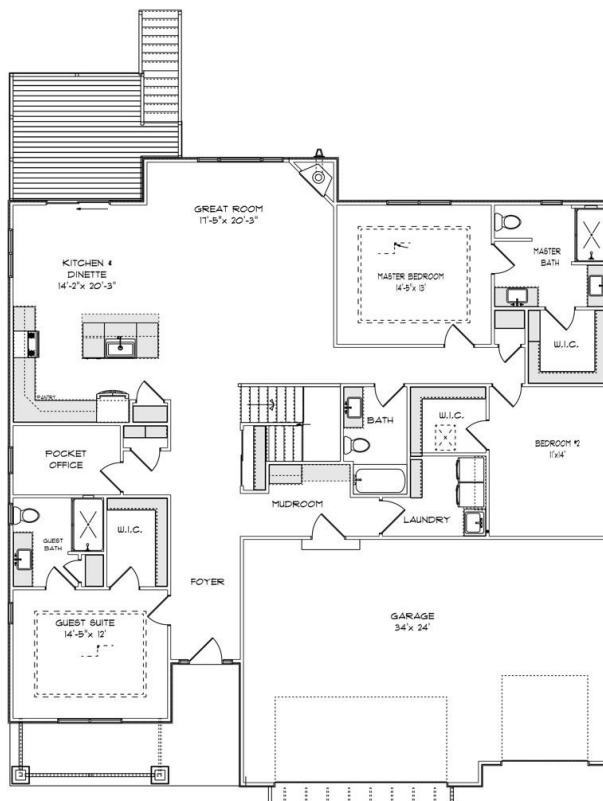 GREAT ROOM
17'-5"x 20'-3"
KITCHEN &
DINETTE
14'-2"x 20'-3"
MASTER BEDROOM
14'-5"x 13'
MASTER
BATH
W.I.C.
PANTRY
BATH
W.I.C.
BEDROOM #2
11'x14'
POCKET
OFFICE
MUDROOM
LAUNDRY
GUEST
BATH
W.I.C.
FOYER
GUEST SUITE
14'-5"x 12'
GARAGE
34'x 24'